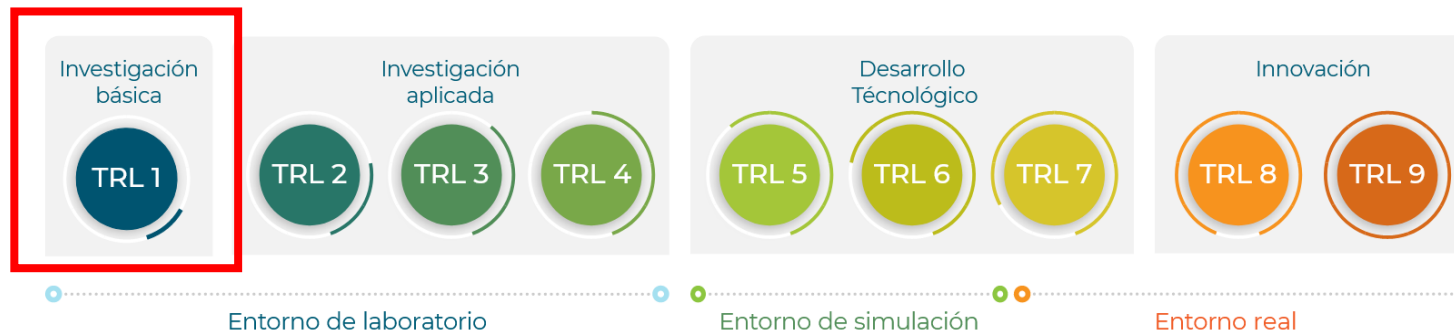 Investigación
básica
TRL 1
Investigación
aplicada
TRL 2
TRL 3
TRL 4
Desarrollo
Técnológico
TRL 5
TRL 6
TRL 7
Innovación
TRL 8
TRL 9
Entorno de laboratorio
Entorno de simulación
Entorno real